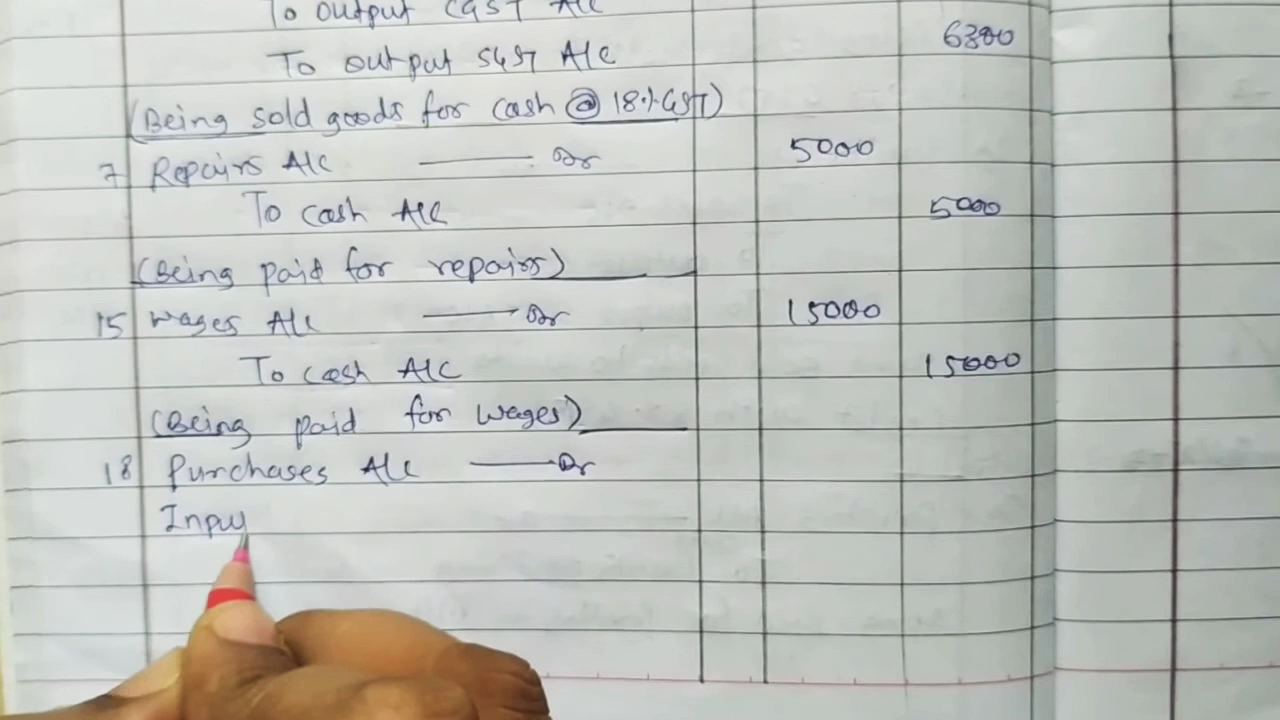 To output CGST A/C
To output SGST A/C 6300
(Being sold goods for cash @ 18% GST)
7 Repairs A/C Dr 5000
To cash A/C 5000
(Being paid for repairs)
15 Wages A/C Dr 15000
To cash A/C 15000
(Being paid for wages)
18 Purchases A/C Dr
Inpu